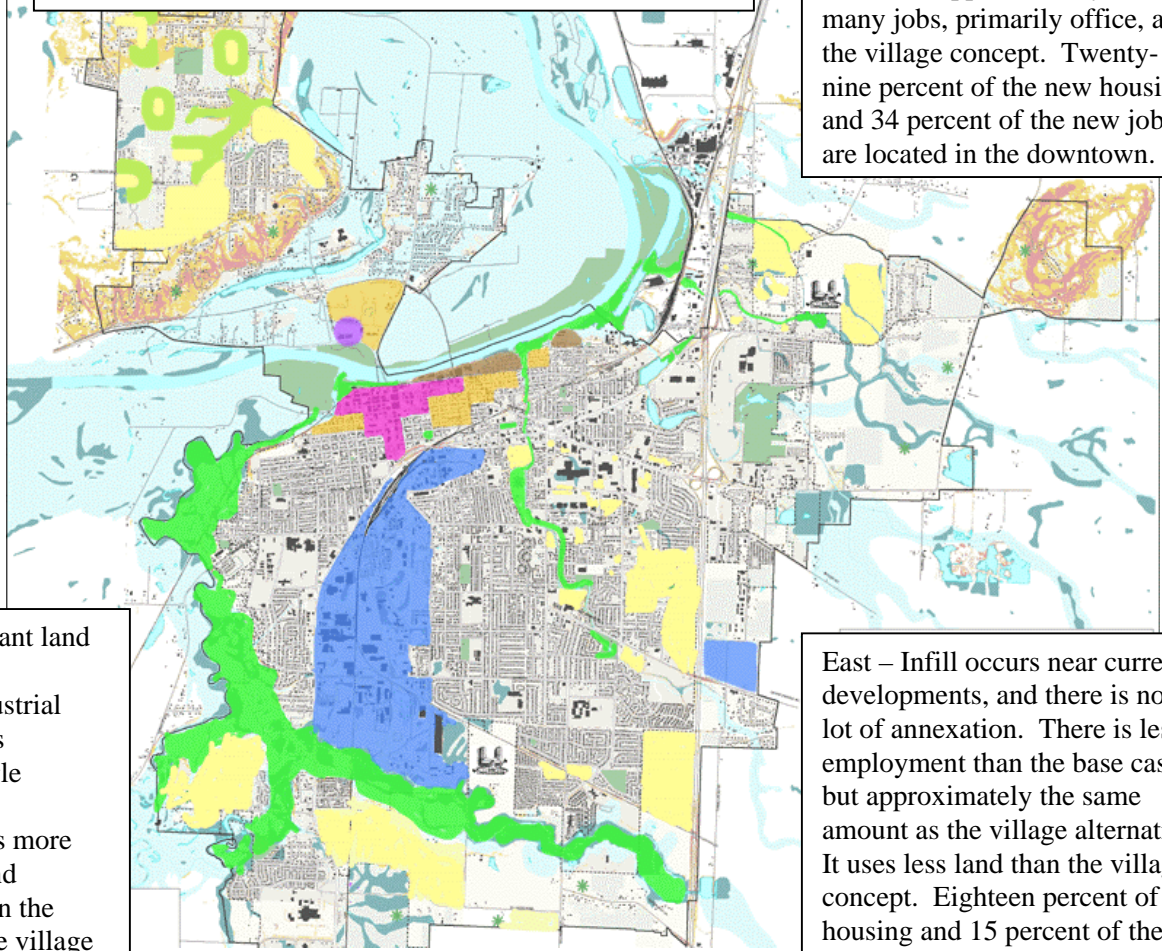 many jobs, primarily office, a
the village concept. Twenty-
nine percent of the new housi
and 34 percent of the new job
are located in the downtown.
ant land
ustrial
s
le
s more
nd
n the
e village
East – Infill occurs near curre
developments, and there is no
lot of annexation. There is le
employment than the base cas
but approximately the same
amount as the village alternati
It uses less land than the villa
concept. Eighteen percent of
housing and 15 percent of the